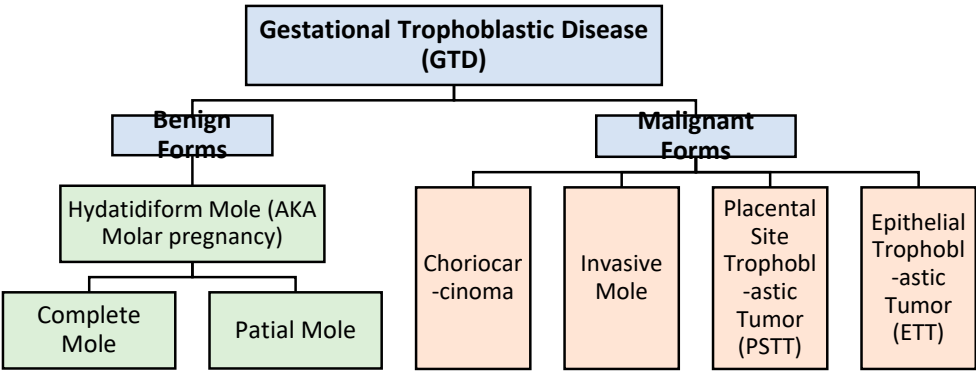 Gestational Trophoblastic Disease
(GTD)
Benign
Forms
Malignant
Forms
Hydatidiform Mole (AKA
Molar pregnancy)
Complete
Mole
Patial Mole
Choriocar
-cinoma
Invasive
Mole
Placental
Site
Trophobl
-astic
Tumor
(PSTT)
Epithelial
Trophobl
-astic
Tumor
(ETT)